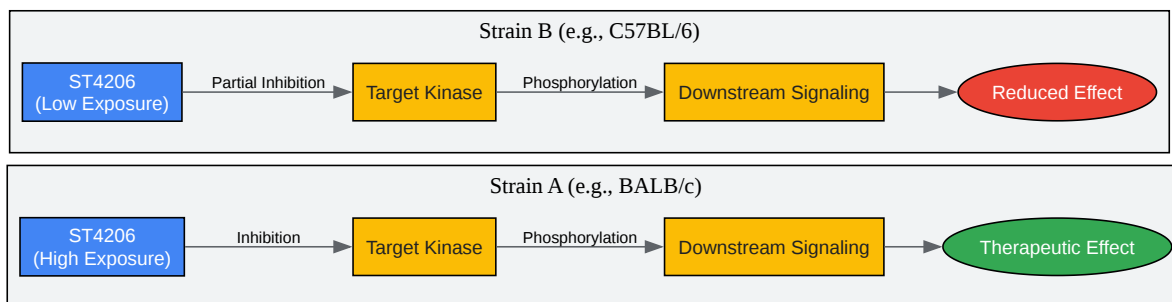 Strain B (e.g., C57BL/6)
ST4206
(Low Exposure)
Partial Inhibition
Target Kinase
Phosphorylation
Downstream Signaling
Reduced Effect
Strain A (e.g., BALB/c)
ST4206
(High Exposure)
Inhibition
Target Kinase
Phosphorylation
Downstream Signaling
Therapeutic Effect